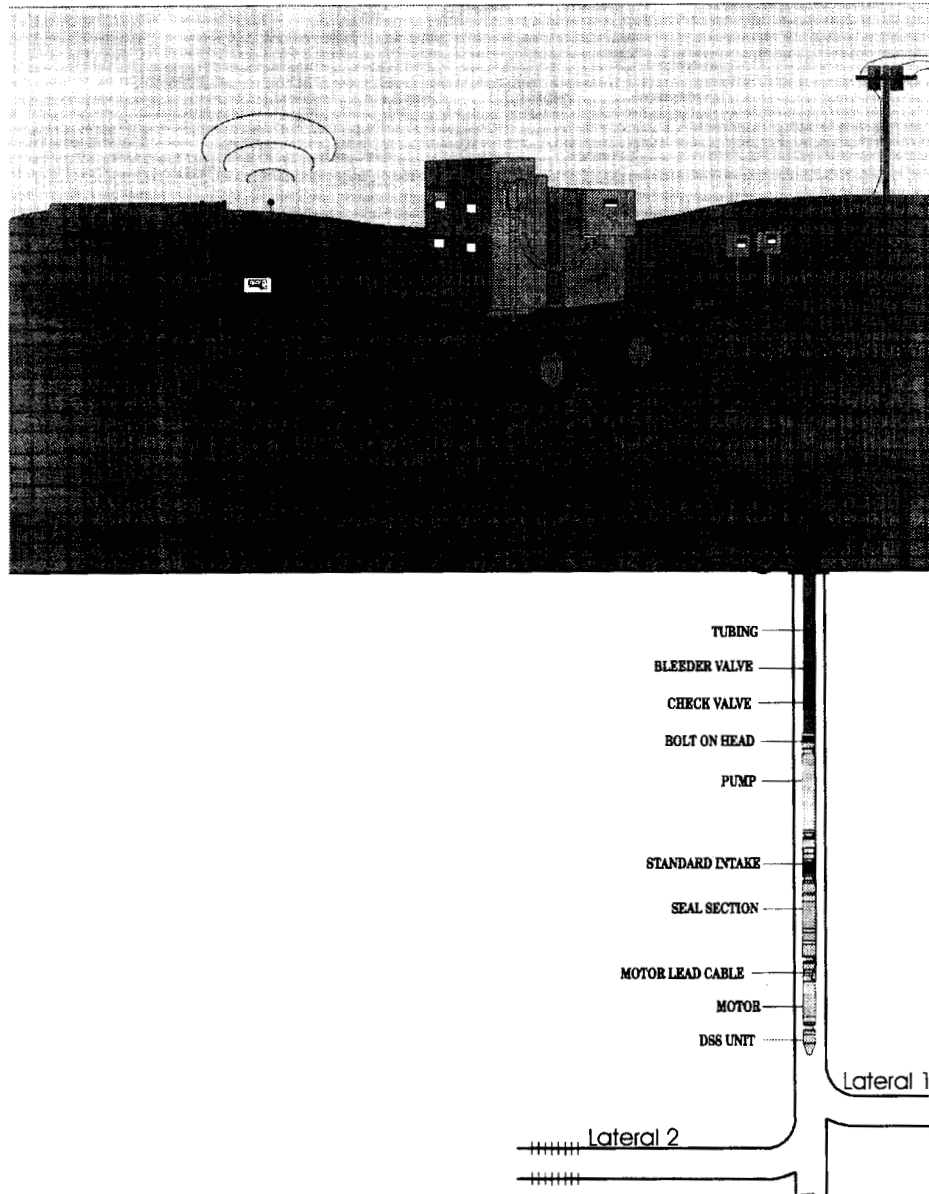 TUBING
BLEEDER VALVE
CHECK VALVE
BOLT ON HEAD
PUMP
STANDARD INTAKE
SEAL SECTION
MOTOR LEAD CABLE
MOTOR
DSS UNIT
Lateral 1
Lateral 2